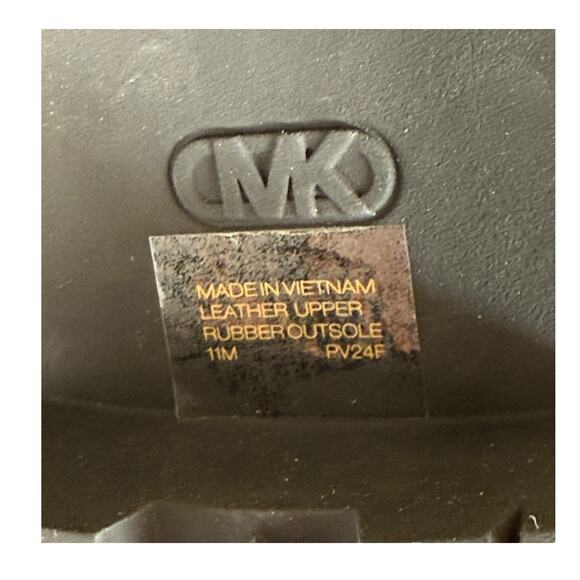 MK
MADE IN VIETNAM
LEATHER UPPER
RUBBER OUTSOLE
11M PV24F